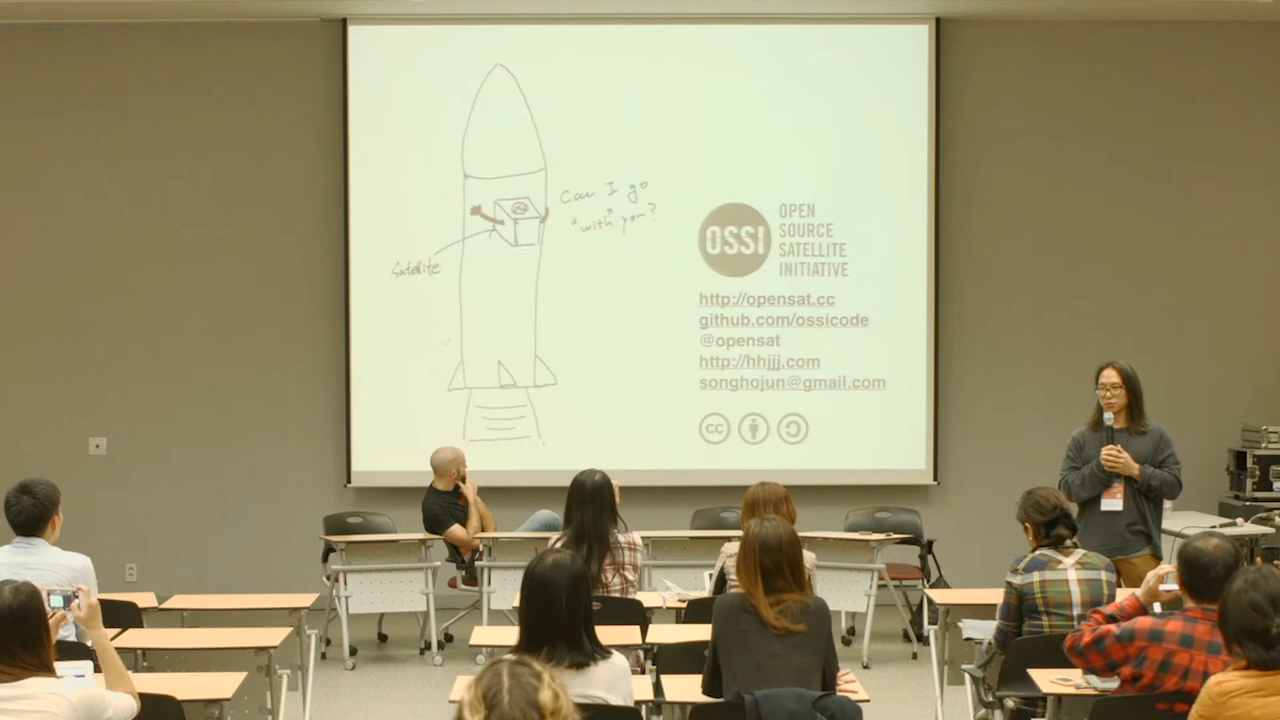 Can I go
"with" you?
Satellite
OSSI
OPEN
SOURCE
SATELLITE
INITIATIVE
http://opensat.cc
github.com/ossicode
@opensat
http://hhjjj.com
songhojun@gmail.com
cc